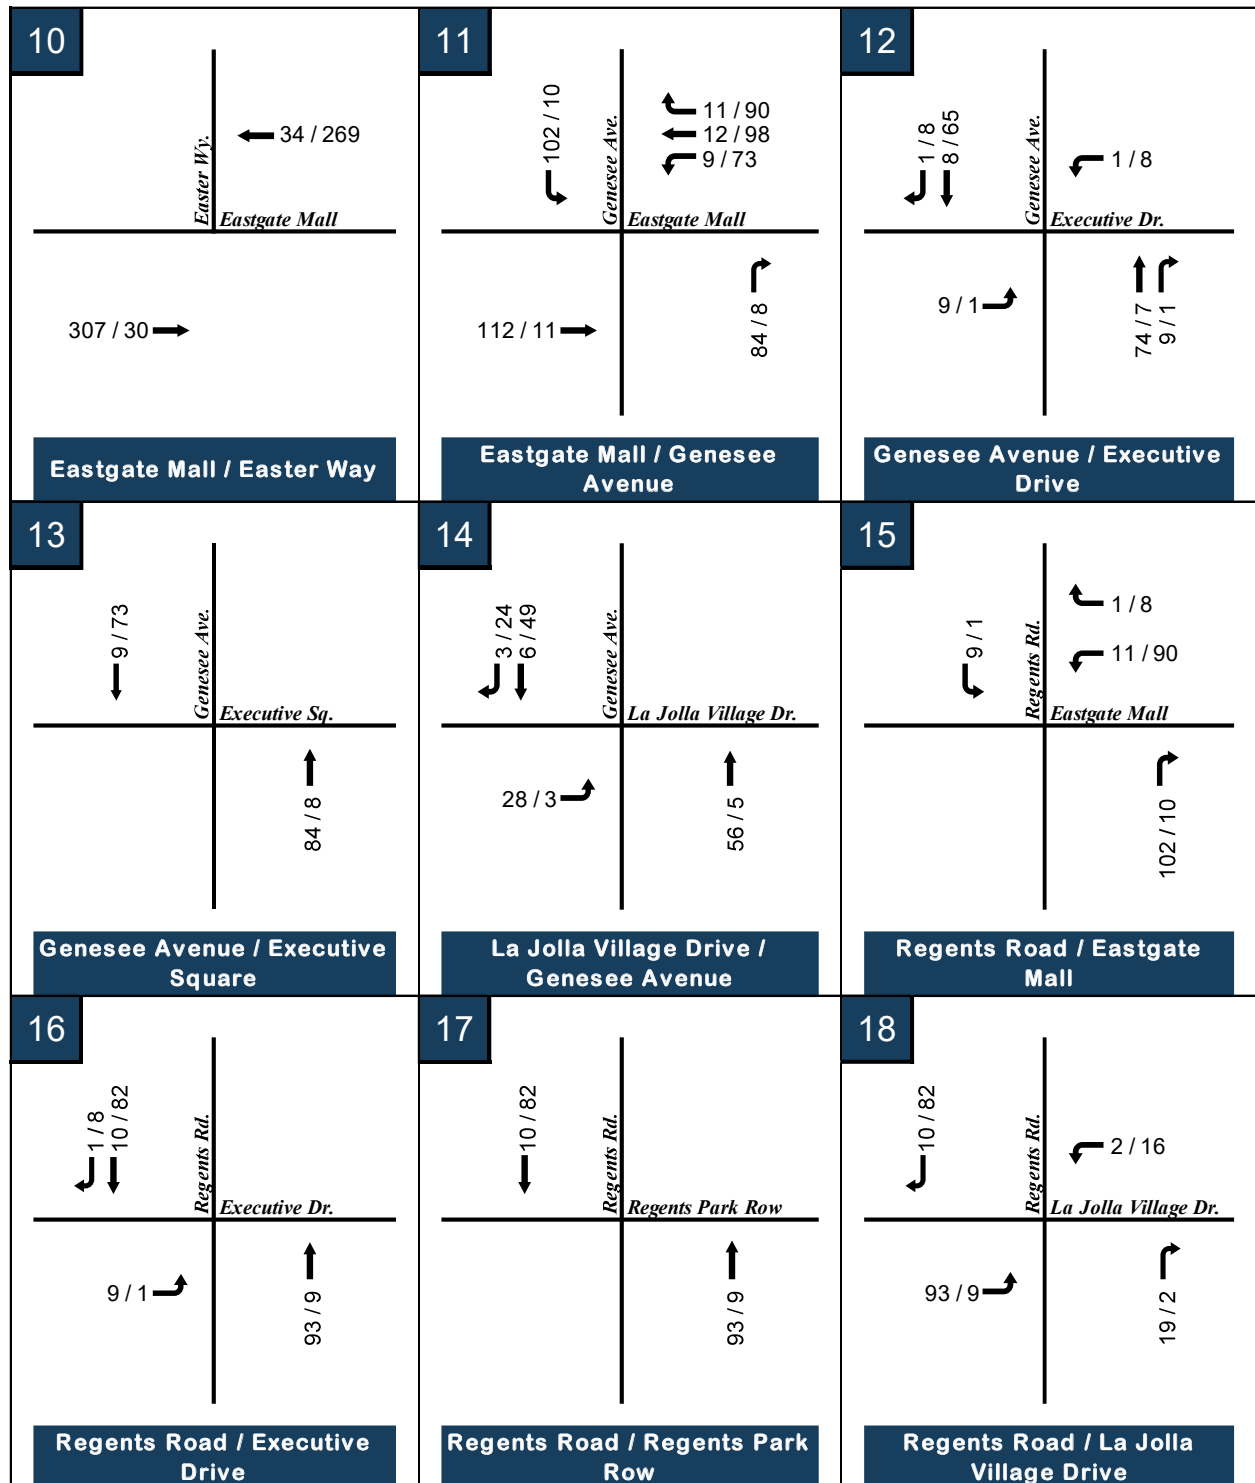 10
34 / 269
Easter Wy.
Eastgate Mall
307 / 30
Eastgate Mall / Easter Way
11
102 / 10
11 / 90
12 / 98
9 / 73
Genesee Ave.
Eastgate Mall
112 / 11
84 / 8
Eastgate Mall / Genesee
Avenue
12
1 / 8
8 / 65
1 / 8
Genesee Ave.
Executive Dr.
9 / 1
74 / 7
9 / 1
Genesee Avenue / Executive
Drive
13
9 / 73
Genesee Ave.
Executive Sq.
84 / 8
Genesee Avenue / Executive
Square
14
3 / 24
6 / 49
Genesee Ave.
La Jolla Village Dr.
28 / 3
56 / 5
La Jolla Village Drive /
Genesee Avenue
15
9 / 1
1 / 8
11 / 90
Regents Rd.
Eastgate Mall
102 / 10
Regents Road / Eastgate
Mall
16
1 / 8
10 / 82
Regents Rd.
Executive Dr.
9 / 1
93 / 9
Regents Road / Executive
Drive
17
10 / 82
Regents Rd.
Regents Park Row
93 / 9
Regents Road / Regents Park
Row
18
10 / 82
2 / 16
Regents Rd.
La Jolla Village Dr.
93 / 9
19 / 2
Regents Road / La Jolla
Village Drive